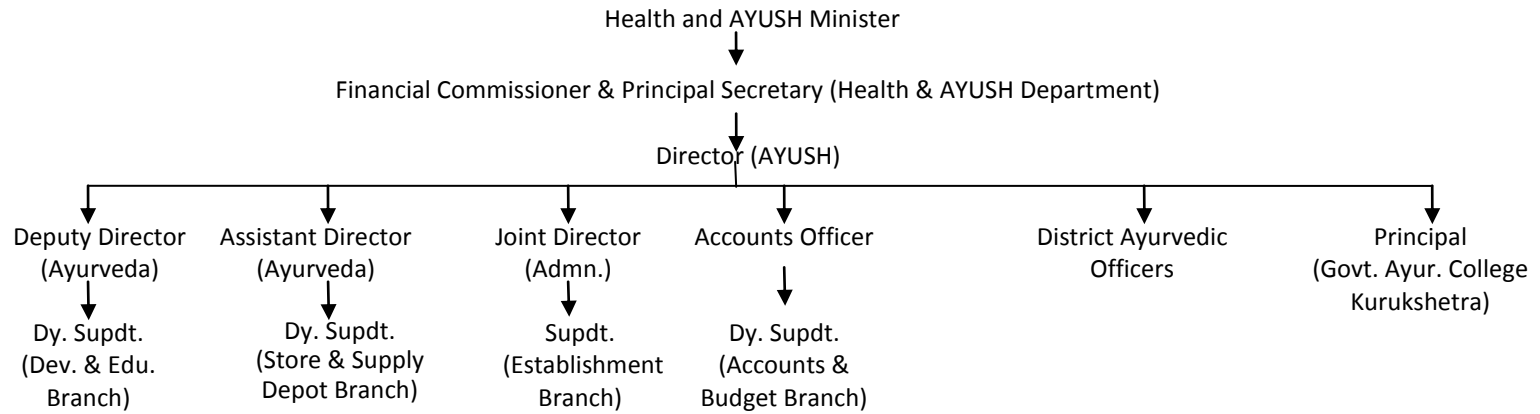 Health and AYUSH Minister
Financial Commissioner & Principal Secretary (Health & AYUSH Department)
Director (AYUSH)
Deputy Director
(Ayurveda)
Assistant Director
(Ayurveda)
Joint Director
(Admn.)
Accounts Officer
District Ayurvedic
Officers
Principal
(Govt. Ayur. College
Kurukshetra)
Dy. Supdt.
(Dev. & Edu.
Branch)
Dy. Supdt.
(Store & Supply
Depot Branch)
Supdt.
(Establishment
Branch)
Dy. Supdt.
(Accounts &
Budget Branch)